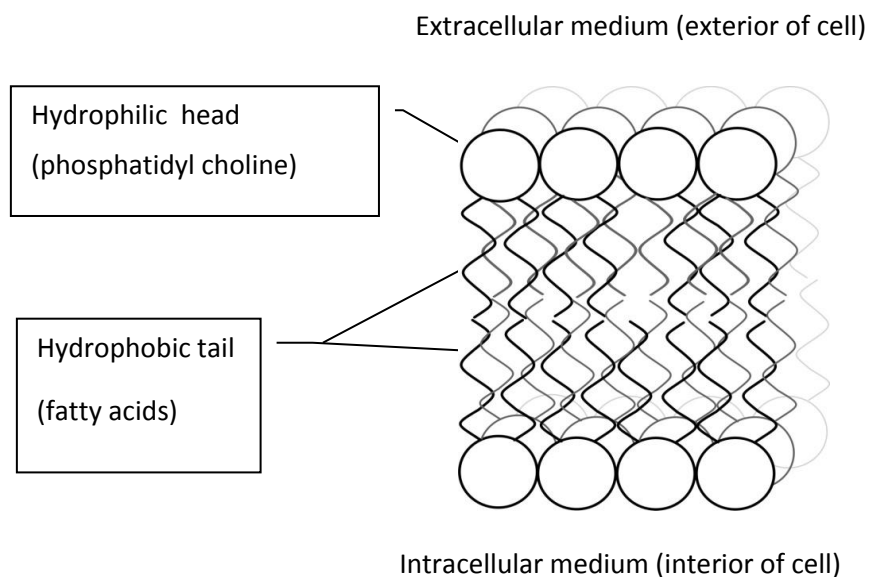 Extracellular medium (exterior of cell)
Hydrophilic  head
(phosphatidyl choline)
Hydrophobic tail
(fatty acids)
Intracellular medium (interior of cell)